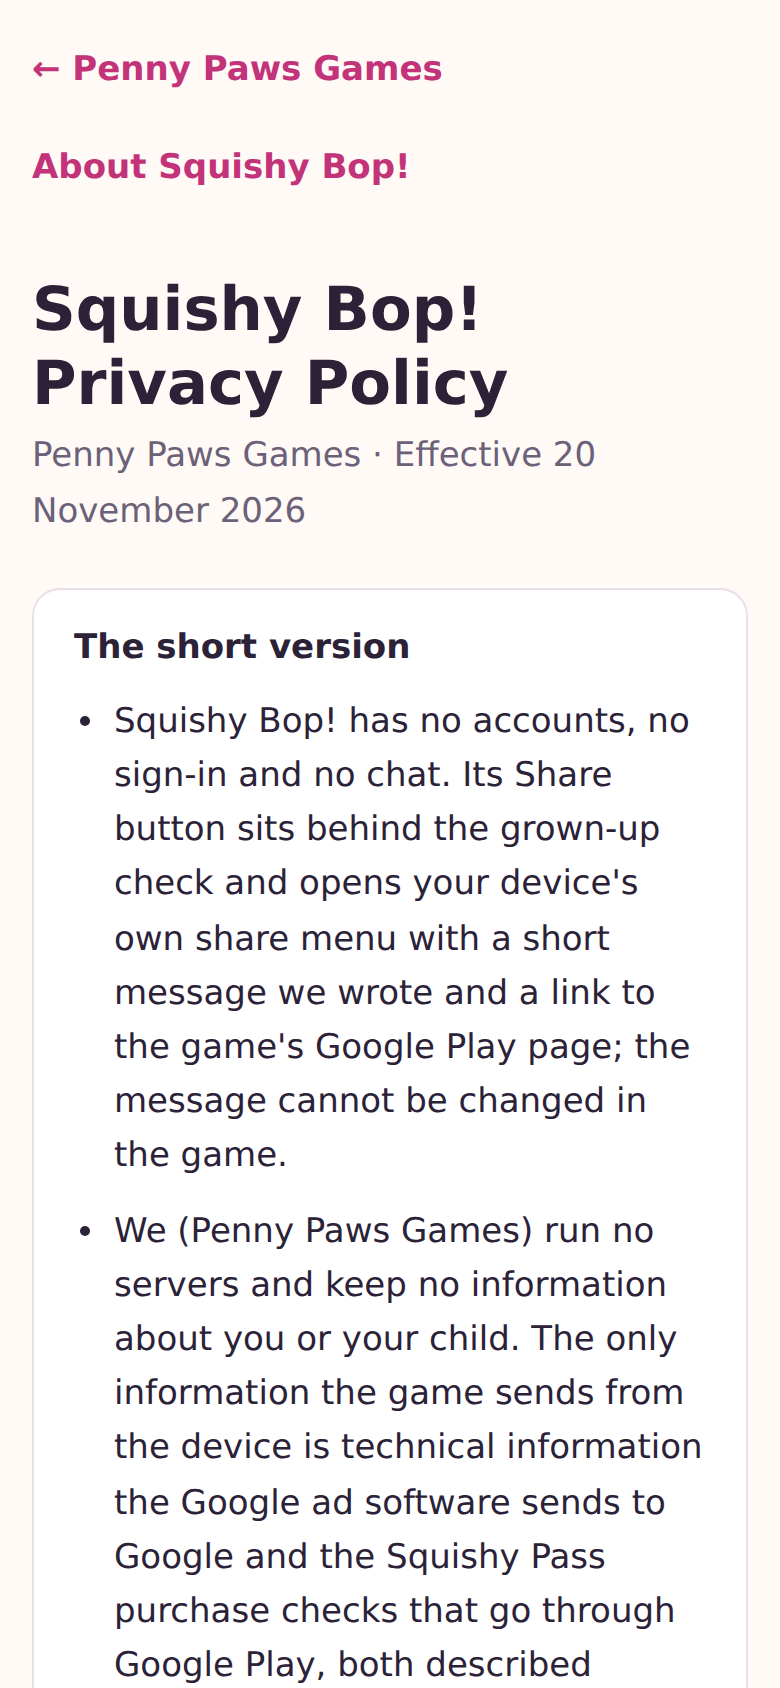 ← Penny Paws Games
About Squishy Bop!
Squishy Bop!
Privacy Policy
Penny Paws Games · Effective 20
November 2026
The short version
• Squishy Bop! has no accounts, no
sign-in and no chat. Its Share
button sits behind the grown-up
check and opens your device's
own share menu with a short
message we wrote and a link to
the game's Google Play page; the
message cannot be changed in
the game.
• We (Penny Paws Games) run no
servers and keep no information
about you or your child. The only
information the game sends from
the device is technical information
the Google ad software sends to
Google and the Squishy Pass
purchase checks that go through
Google Play, both described